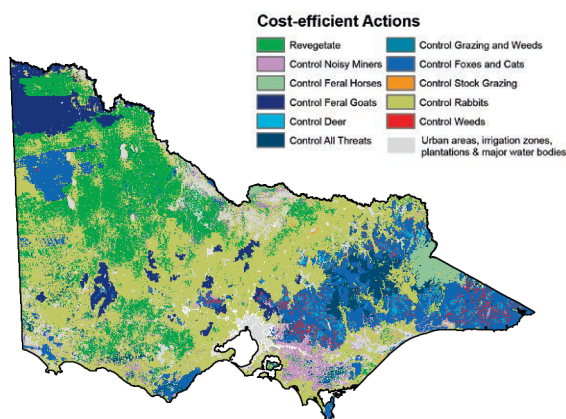 Cost-efficient Actions
Revegetate
Control Noisy Miners
Control Feral Horses
Control Feral Goats
Control Deer
Control All Threats
Control Grazing and Weeds
Control Foxes and Cats
Control Stock Grazing
Control Rabbits
Control Weeds
Urban areas, irrigation zones,
plantations & major water bodies